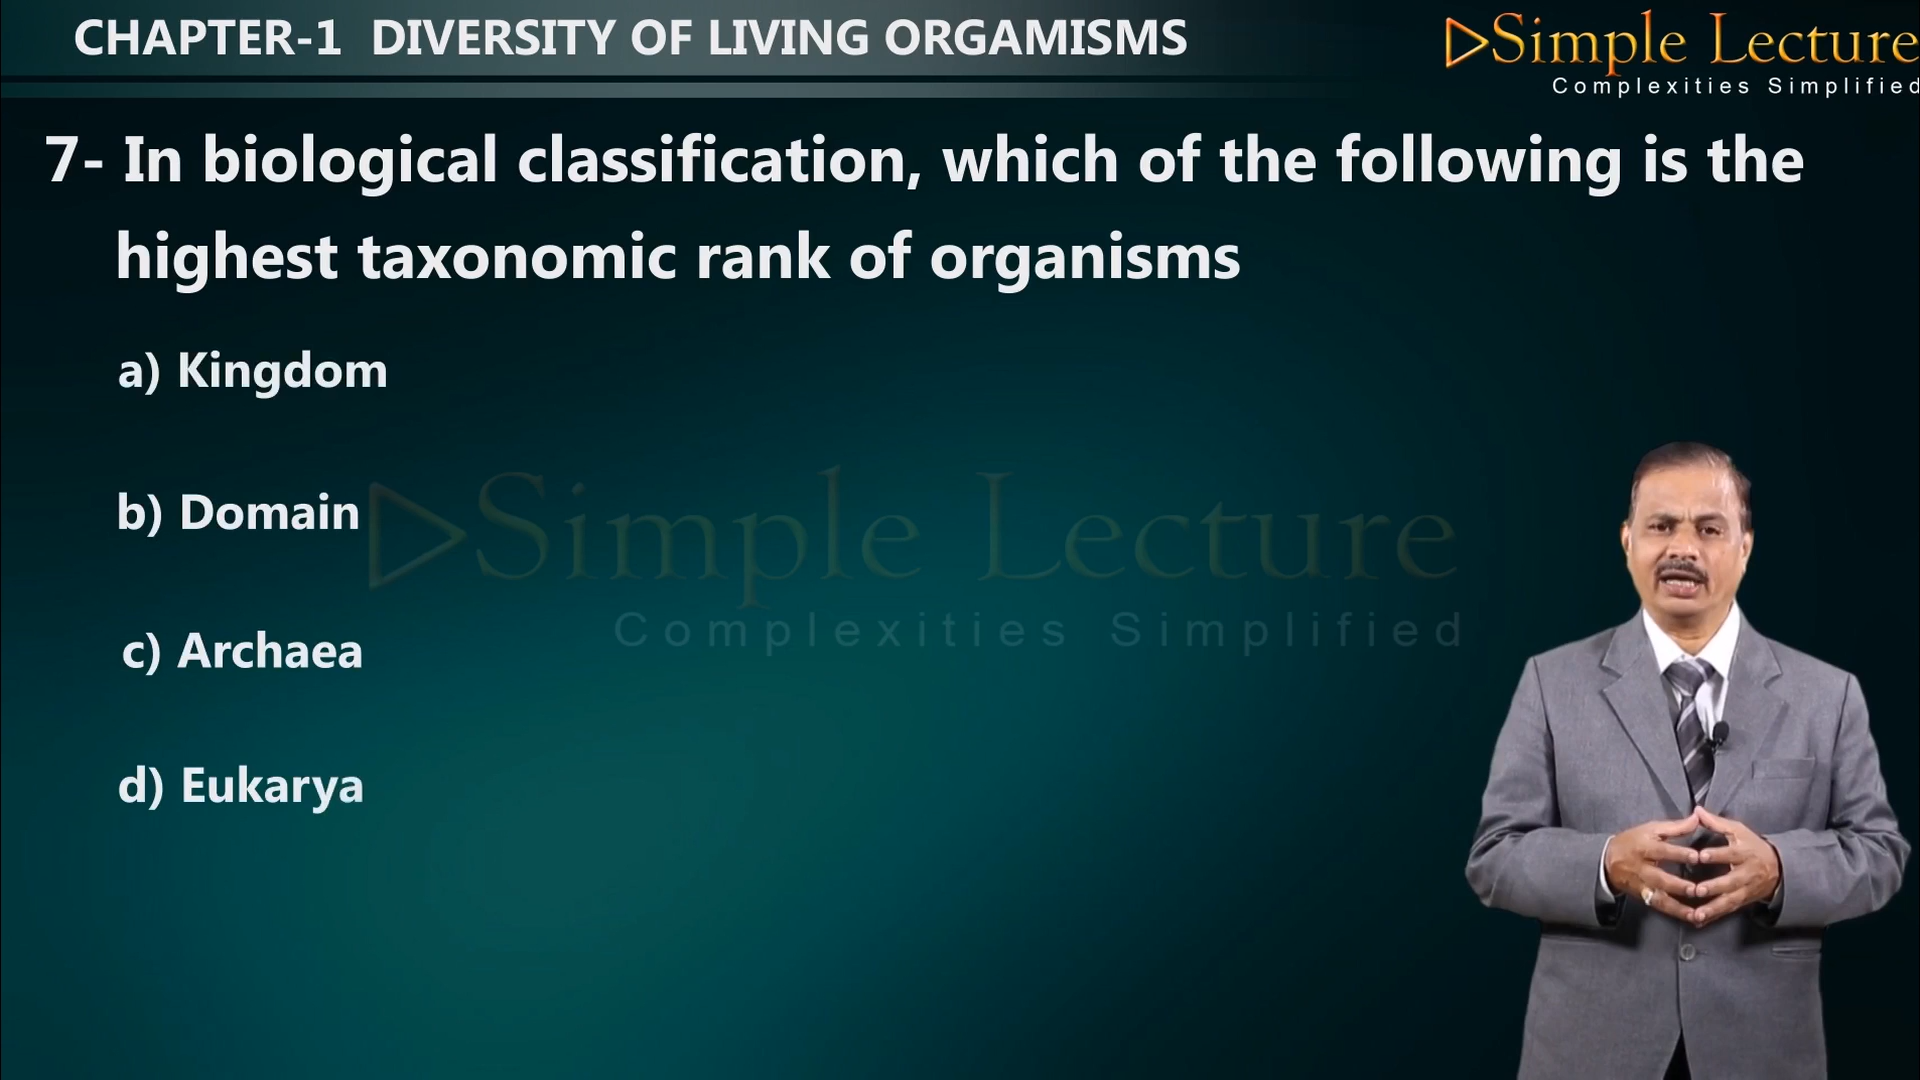 CHAPTER-1 DIVERSITY OF LIVING ORGAMISMS
Simple Lecture
Complexities Simplified
7- In biological classification, which of the following is the
highest taxonomic rank of organisms
a) Kingdom
b) Domain
c) Archaea
d) Eukarya
Simple Lecture
Complexities Simplified